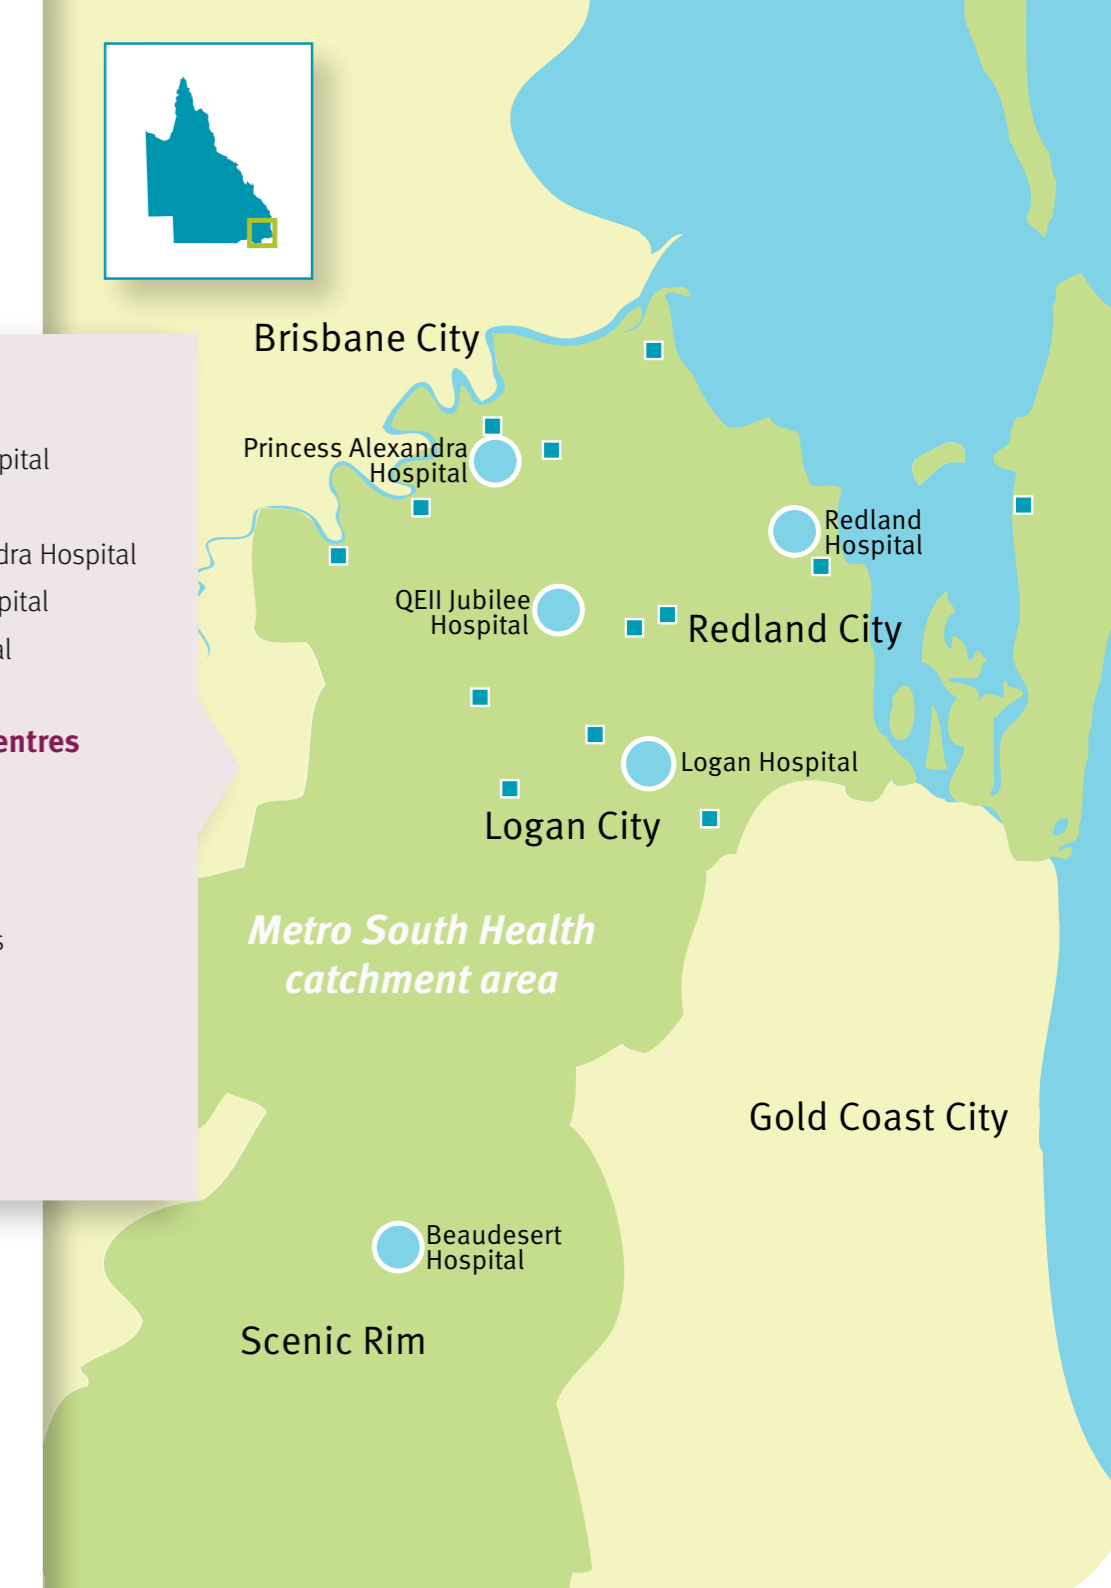 Brisbane City
pital
Princess Alexandra
Hospital
Redland
Hospital
dra Hospital
pital
QEII Jubilee
Hospital
Redland City
al
entres
Logan Hospital
Logan City
Metro South Health
catchment area
s
Gold Coast City
Beaudesert
Hospital
Scenic Rim